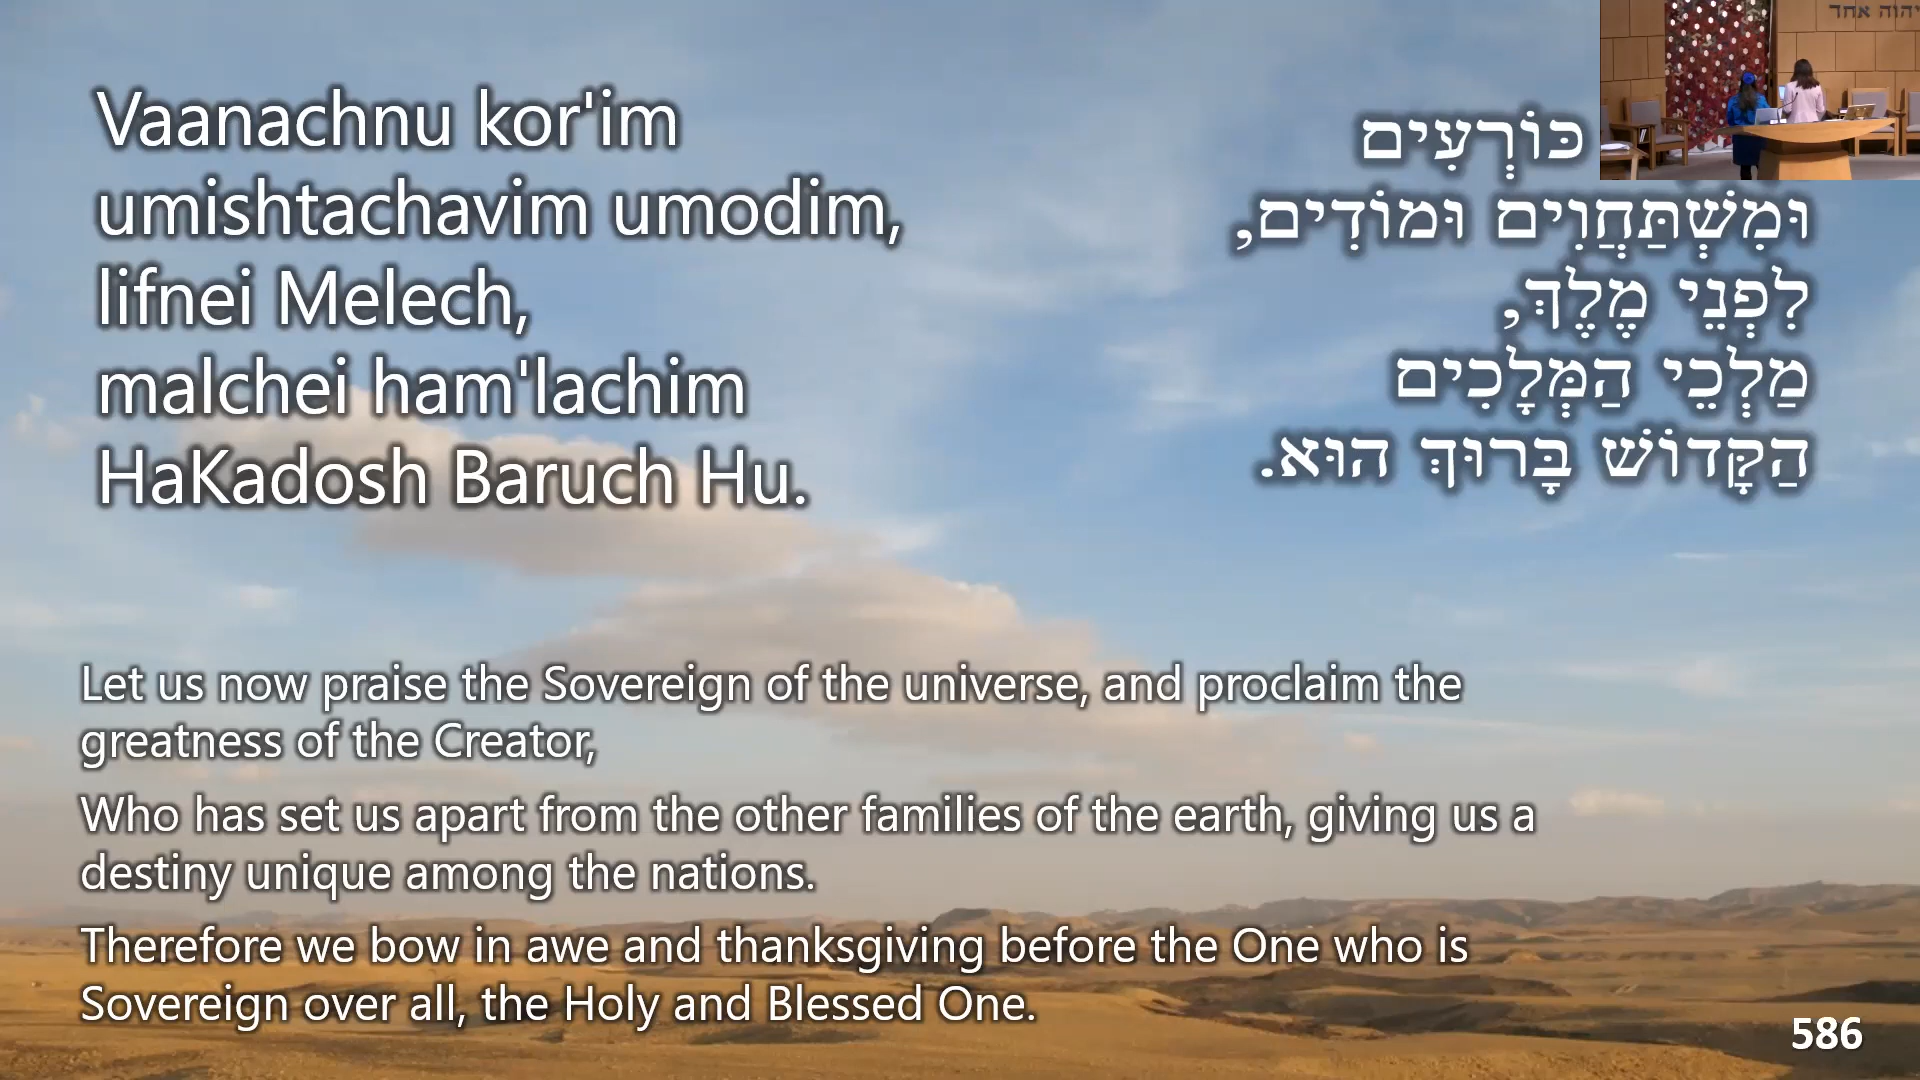 Vaanachnu kor'im
umishtachavim umodim,
lifnei Melech,
malchei ham'lachim
HaKadosh Baruch Hu.
כּוֹרְעִים
וּמִשְׁתַּחֲוִים וּמוֹדִים,
לִפְנֵי מֶלֶךְ,
מַלְכֵי הַמְּלָכִים
הַקָּדוֹשׁ בָּרוּךְ הוּא.
יהוה אחד
Let us now praise the Sovereign of the universe, and proclaim the
greatness of the Creator,
Who has set us apart from the other families of the earth, giving us a
destiny unique among the nations.
Therefore we bow in awe and thanksgiving before the One who is
Sovereign over all, the Holy and Blessed One.
586